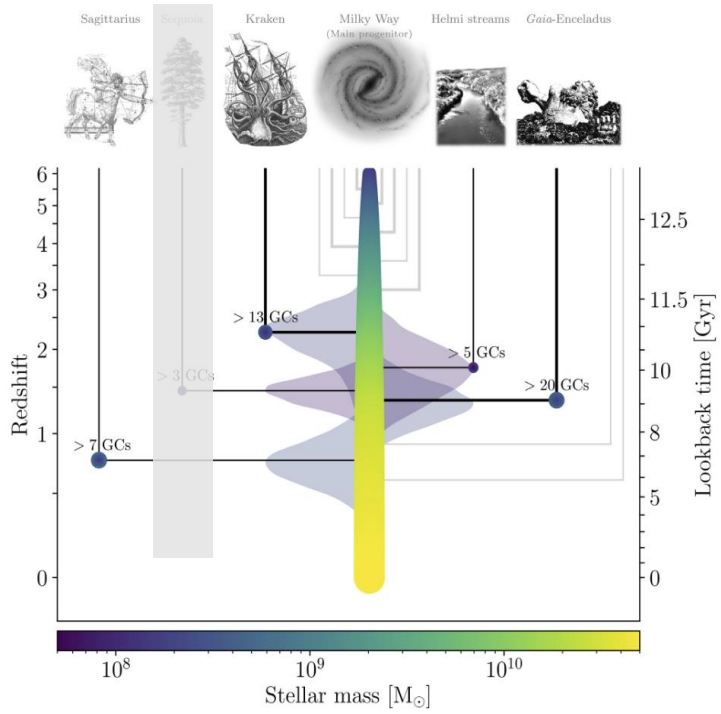 Sagittarius Sequoia Kraken Milky Way Helmi streams Gaia-Enceladus
(Main progenitor)
6
5
4
3
2
1
0
Redshift
12.5
11.5
10
8
5
0
Lookback time [Gyr]
> 13 GCs
> 5 GCs
> 3 GCs
> 20 GCs
> 7 GCs
10⁸ 10⁹ 10¹⁰
Stellar mass [M☉]